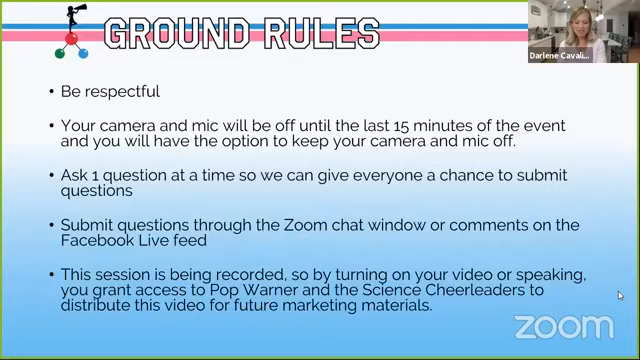 GROUND RULES
Darlene Cavali...
• Be respectful
• Your camera and mic will be off until the last 15 minutes of the event
and you will have the option to keep your camera and mic off.
• Ask 1 question at a time so we can give everyone a chance to submit
questions
• Submit questions through the Zoom chat window or comments on the
Facebook Live feed
• This session is being recorded, so by turning on your video or speaking,
you grant access to Pop Warner and the Science Cheerleaders to
distribute this video for future marketing materials.
zoom